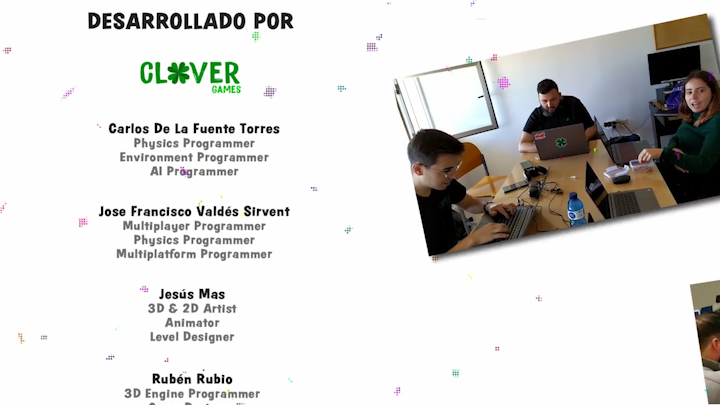 DESARROLLADO POR
CLOVER
GAMES
Carlos De La Fuente Torres
Physics Programmer
Environment Programmer
AI Programmer
Jose Francisco Valdés Sirvent
Multiplayer Programmer
Physics Programmer
Multiplatform Programmer
Jesús Mas
3D & 2D Artist
Animator
Level Designer
Rubén Rubio
3D Engine Programmer